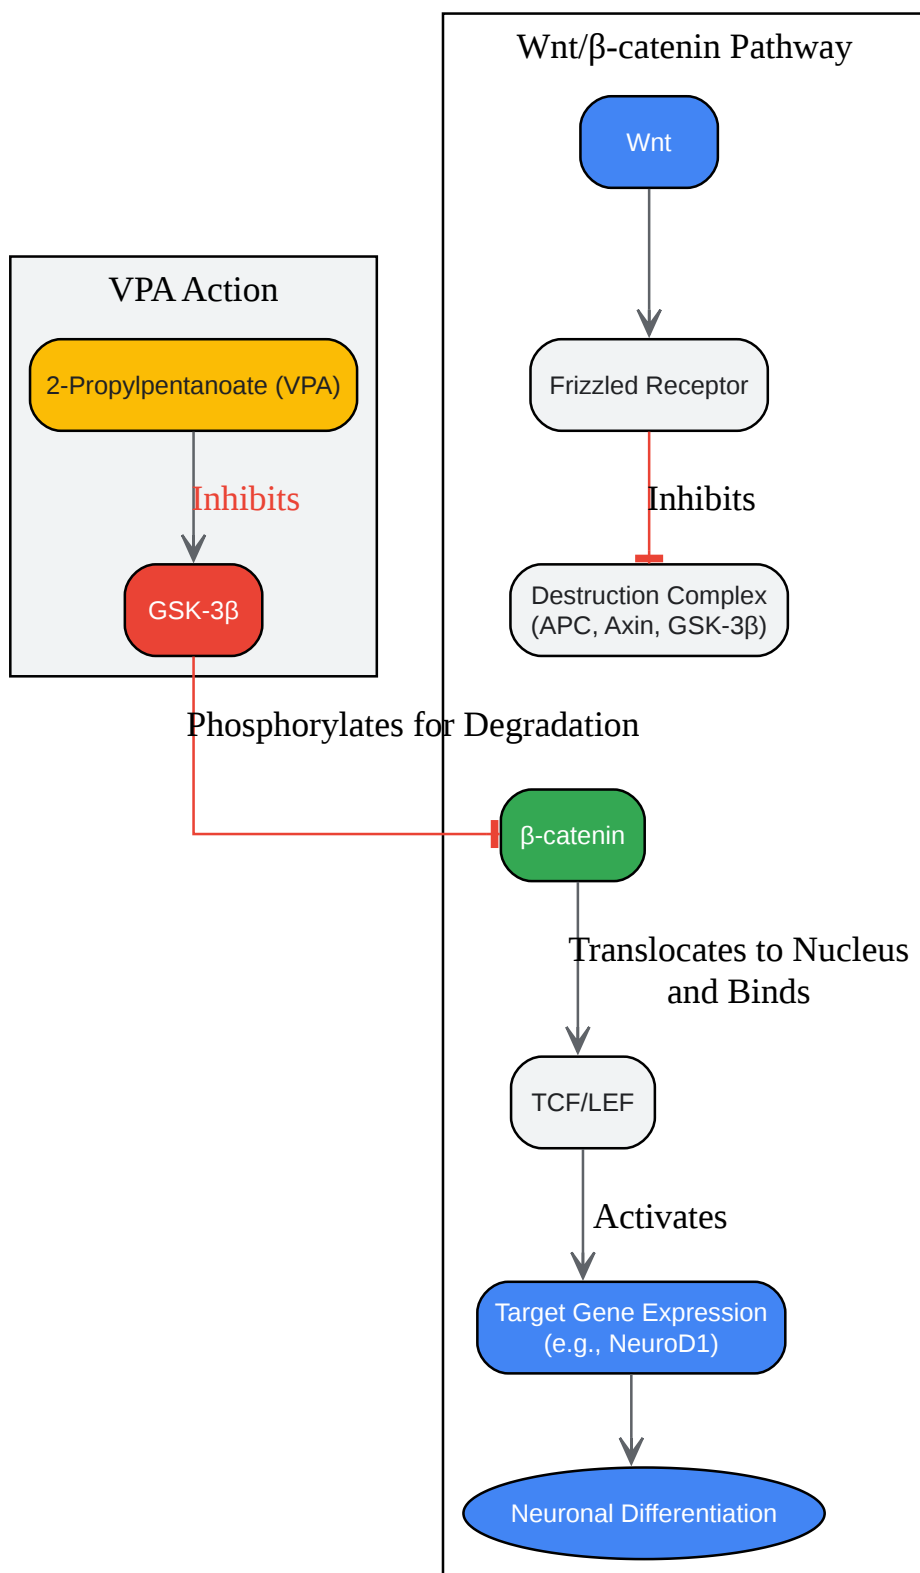 Wnt/β-catenin Pathway
Wnt
VPA Action
2-Propylpentanoate (VPA)
Frizzled Receptor
Inhibits
Inhibits
GSK-3β
Destruction Complex
(APC, Axin, GSK-3β)
Phosphorylates for Degradation
β-catenin
Translocates to Nucleus
and Binds
TCF/LEF
Activates
Target Gene Expression
(e.g., NeuroD1)
Neuronal Differentiation